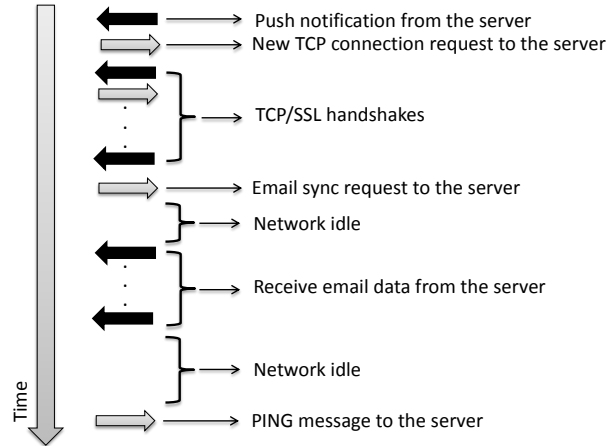 Push notification from the server
New TCP connection request to the server
TCP/SSL handshakes
Email sync request to the server
Network idle
Receive email data from the server
Network idle
PING message to the server
Time